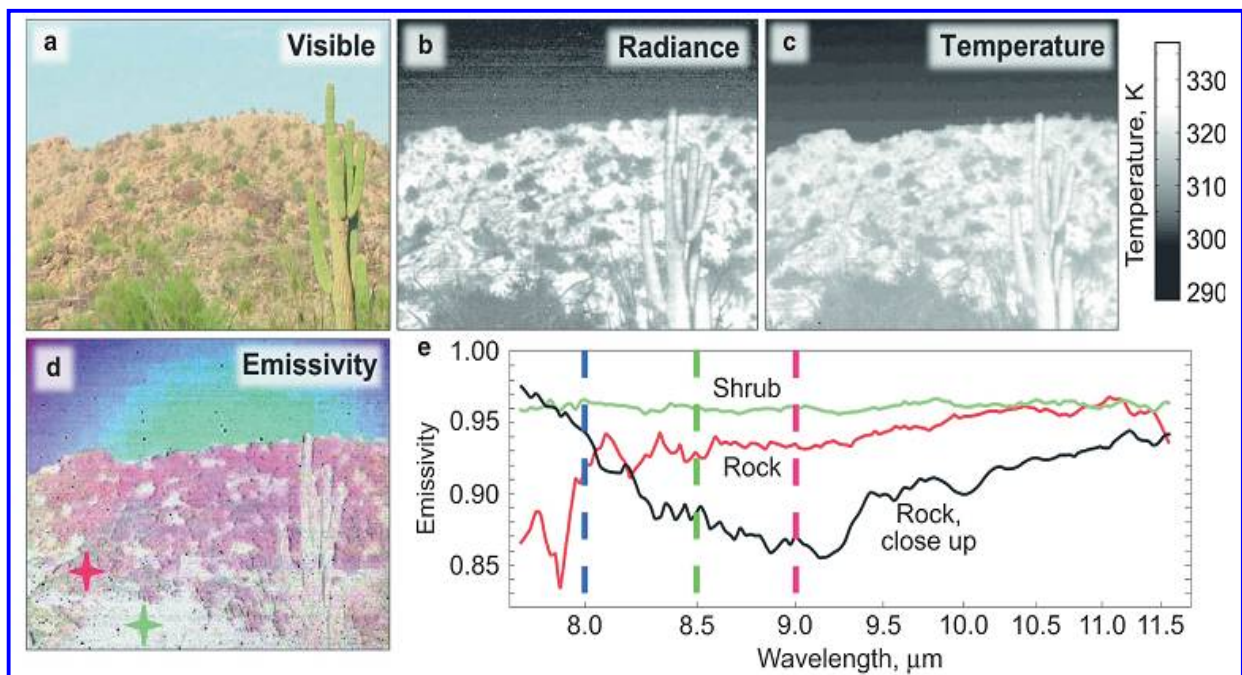 a
Visible
b
Radiance
c
Temperature
Temperature, K
330
320
310
300
290
d
Emissivity
e
1.00
0.95
0.90
0.85
Emissivity
Shrub
Rock
Rock,
close up
8.0
8.5
9.0
9.5
10.0
10.5
11.0
11.5
Wavelength, μm